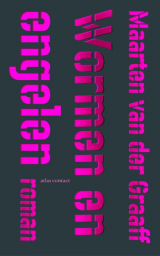 Maarten van der Graaff
Wormen en
engelen
roman
atlas contact